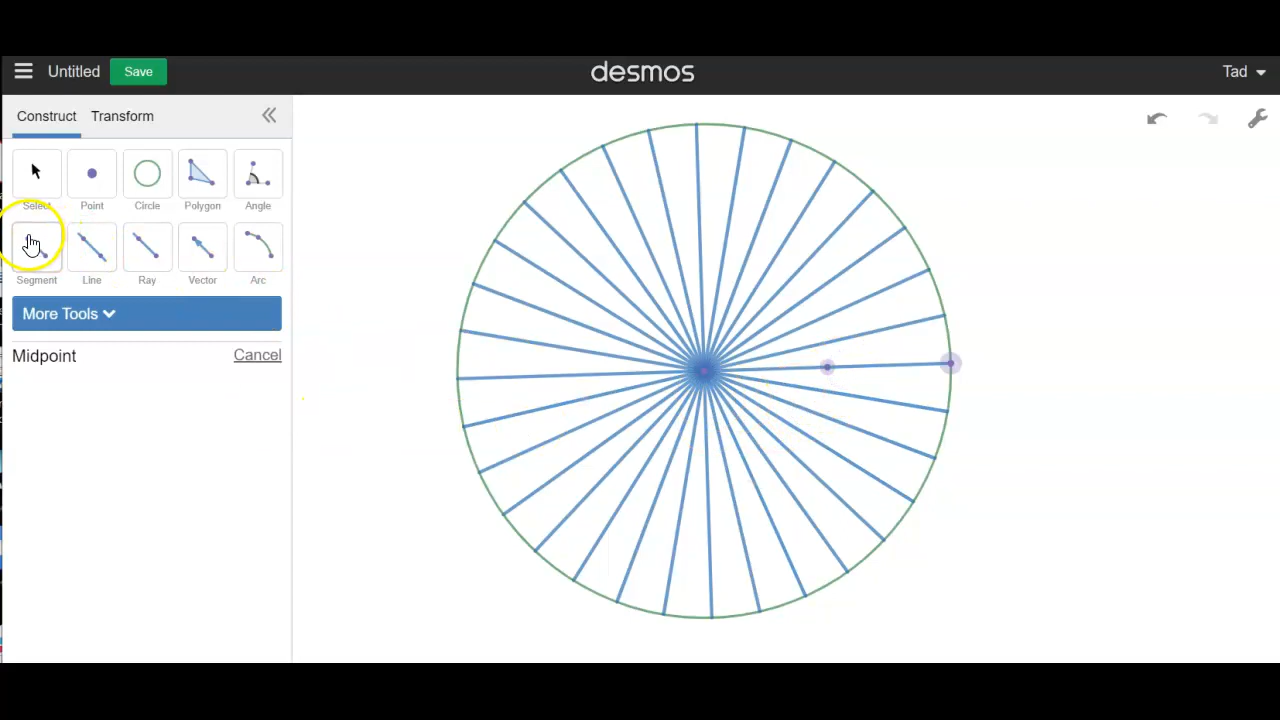 Untitled
Save
desmos
Tad
Construct
Transform
Select
Point
Circle
Polygon
Angle
Segment
Line
Ray
Vector
Arc
More Tools
Midpoint
Cancel